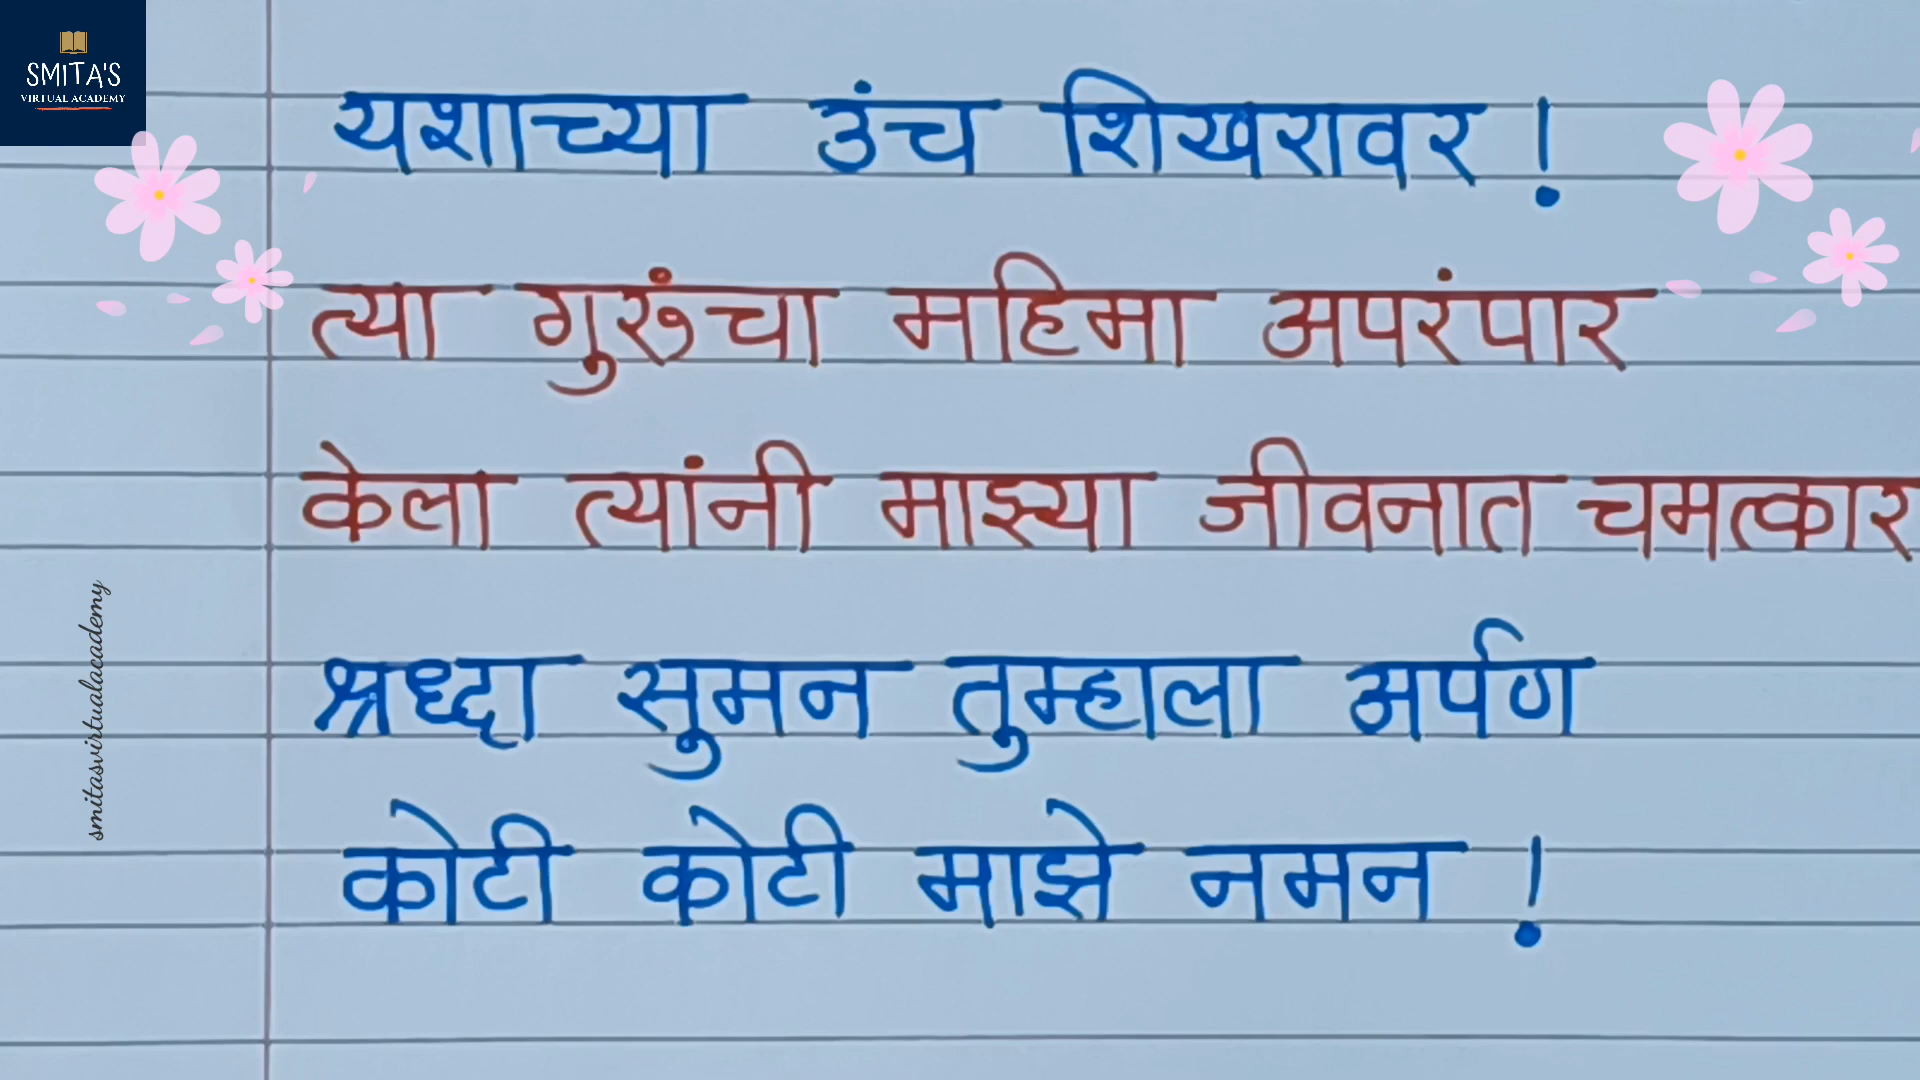 SMITA'S
VIRTUAL ACADEMY
यशाच्या उंच शिखरावर !
त्या गुरुंचा महिमा अपरंपार
केला त्यांनी माझ्या जीवनात चमत्कार
श्रध्दा सुमन तुम्हाला अर्पण
कोटी कोटी माझे नमन !
smitasvirtualacademy